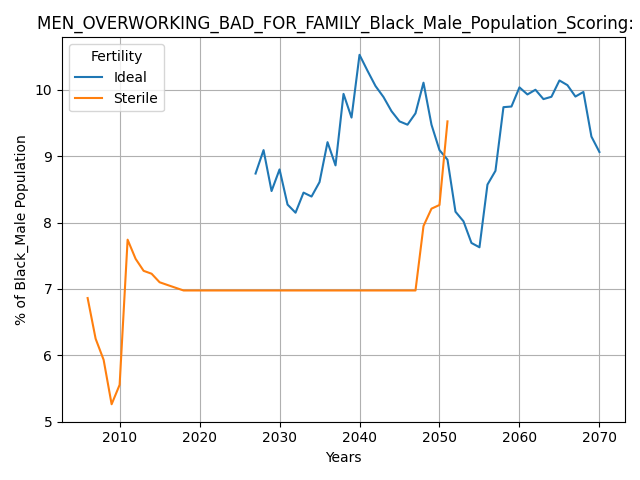 MEN_OVERWORKING_BAD_FOR_FAMILY_Black_Male_Population_Scoring:
Fertility
Ideal
Sterile
% of Black_Male Population
10
9
8
7
6
5
2010 2020 2030 2040 2050 2060 2070
Years